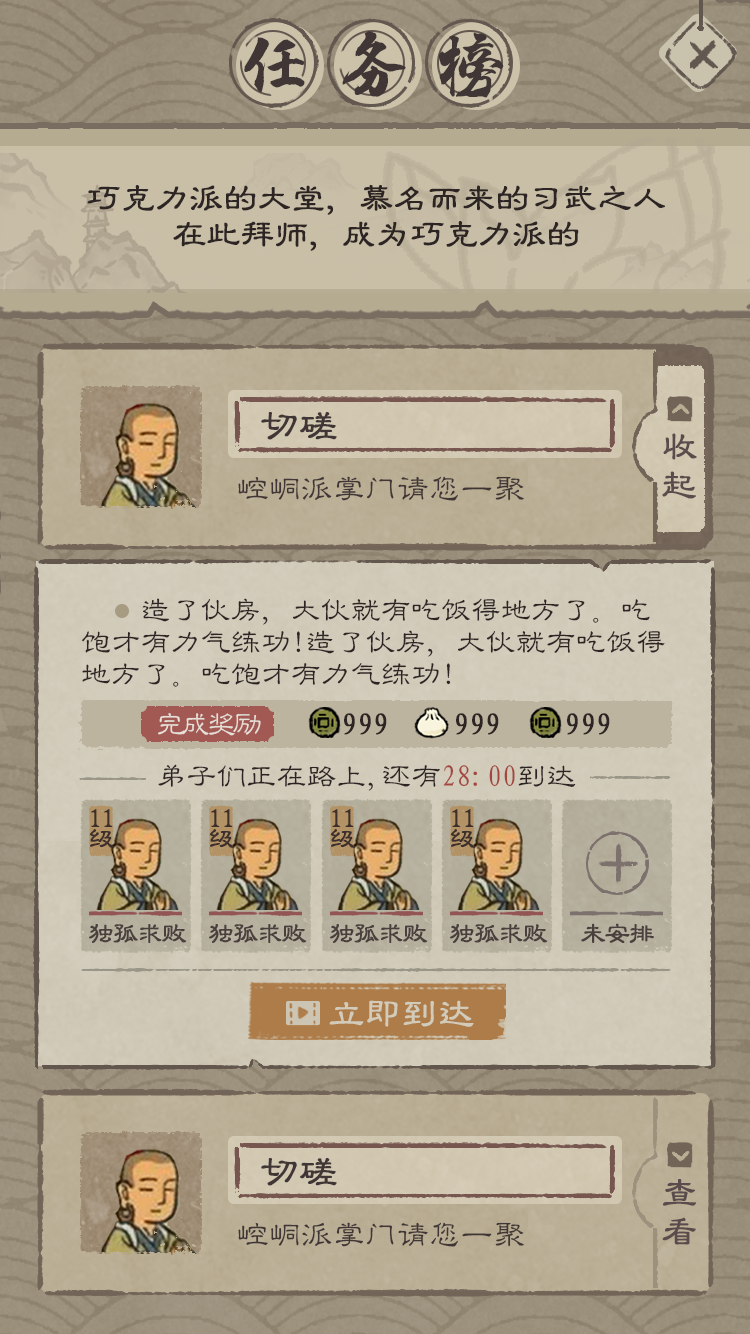 任务榜
巧克力派的大堂，慕名而来的习武之人
在此拜师，成为巧克力派的
切磋
崆峒派掌门请您一聚
收起
造了伙房，大伙就有吃饭得地方了。吃
饱才有力气练功！造了伙房，大伙就有吃饭得
地方了。吃饱才有力气练功！
完成奖励 999 999 999
弟子们正在路上,还有28:00到达
11级 11级 11级 11级
独孤求败 独孤求败 独孤求败 独孤求败 未安排
立即到达
切磋
崆峒派掌门请您一聚
查看